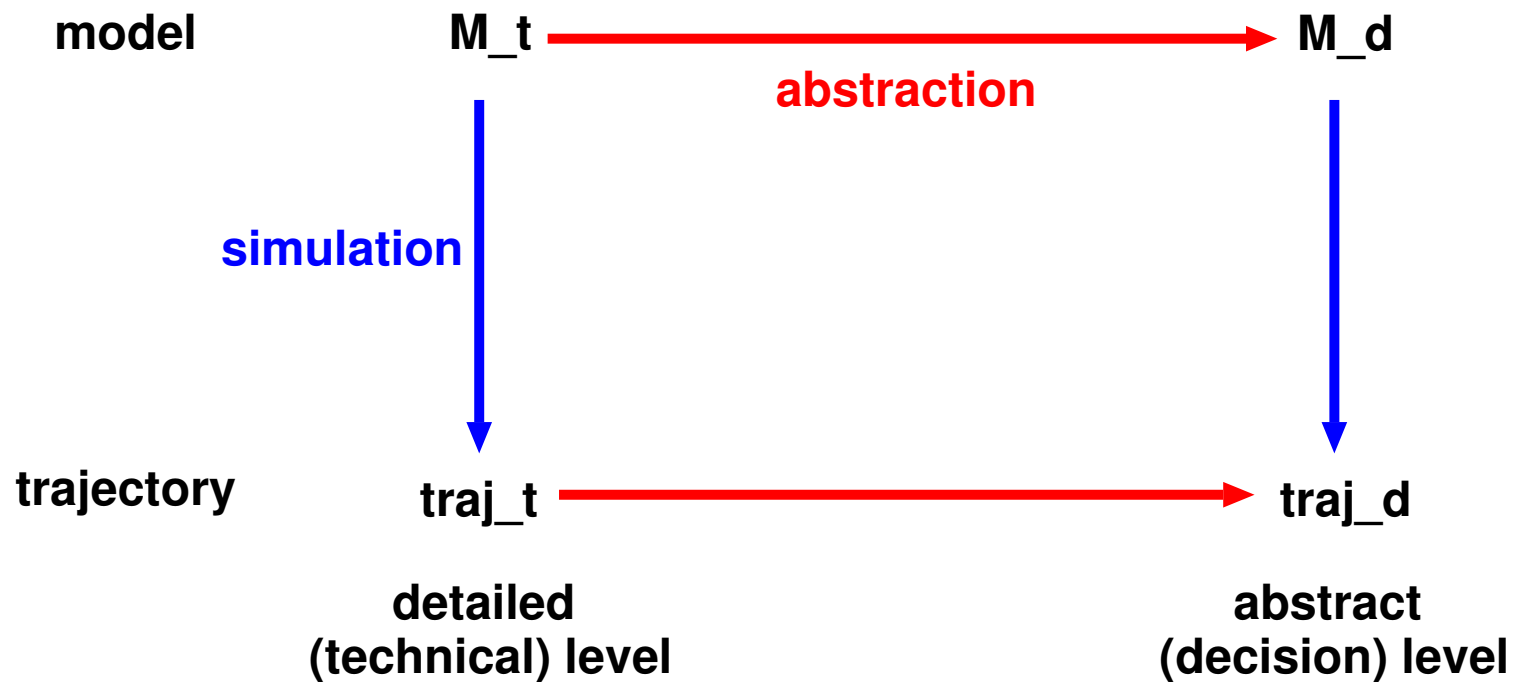 model
M_t
M_d
abstraction
simulation
trajectory
traj_t
traj_d
detailed
(technical) level
abstract
(decision) level